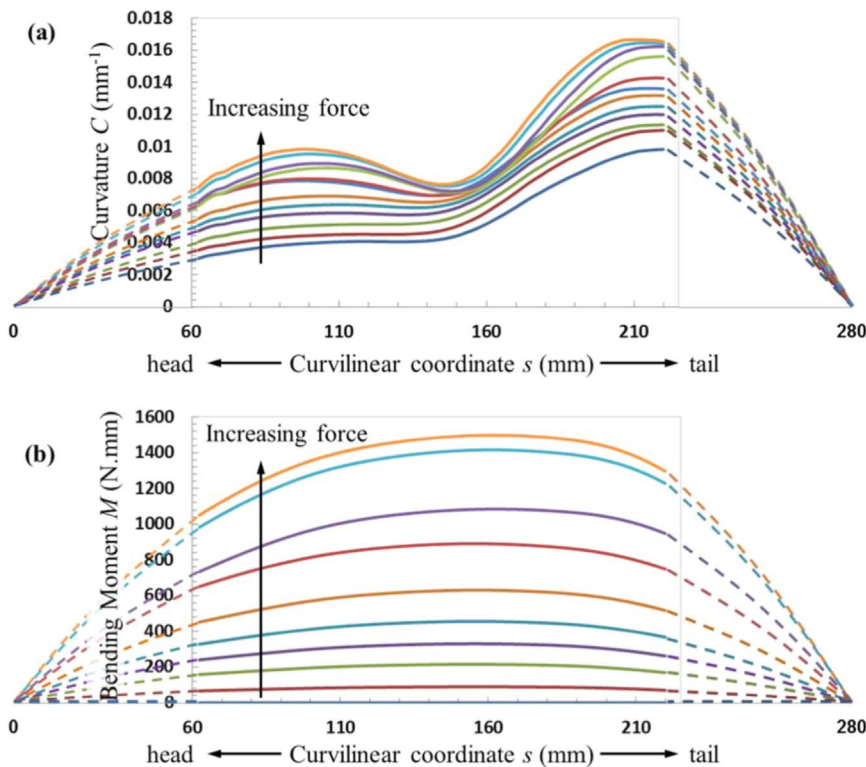 (a)
Curvature C (mm-1)
0.018
0.016
0.014
0.012
0.01
0.008
0.006
0.004
0.002
0
Increasing force
0 60 110 160 210 280
head Curvilinear coordinate s (mm) tail
(b)
Bending Moment M (N.mm)
1600
1400
1200
1000
800
600
400
200
0
Increasing force
0 60 110 160 210 280
head Curvilinear coordinate s (mm) tail